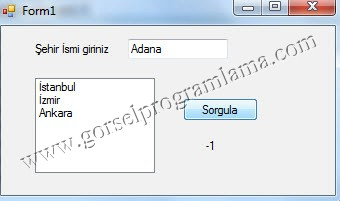 Form1
Şehir İsmi giriniz
Adana
İstanbul
İzmir
Ankara
Sorgula
-1
www.gorselprogramlama.com